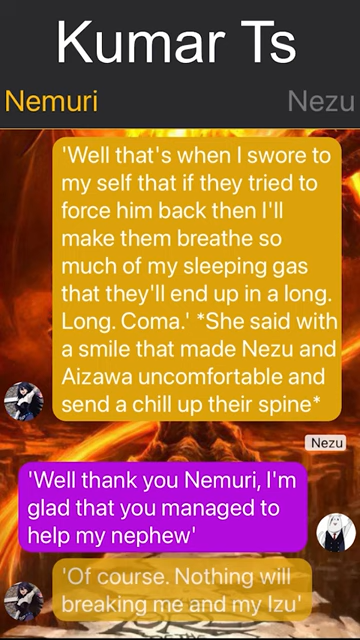 Kumar Ts
Nemuri
Nezu
'Well that's when I swore to
my self that if they tried to
force him back then I'll
make them breathe so
much of my sleeping gas
that they'll end up in a long.
Long. Coma.' *She said with
a smile that made Nezu and
Aizawa uncomfortable and
send a chill up their spine*
Nezu
'Well thank you Nemuri, I'm
glad that you managed to
help my nephew'
'Of course. Nothing will
breaking me and my Izu'